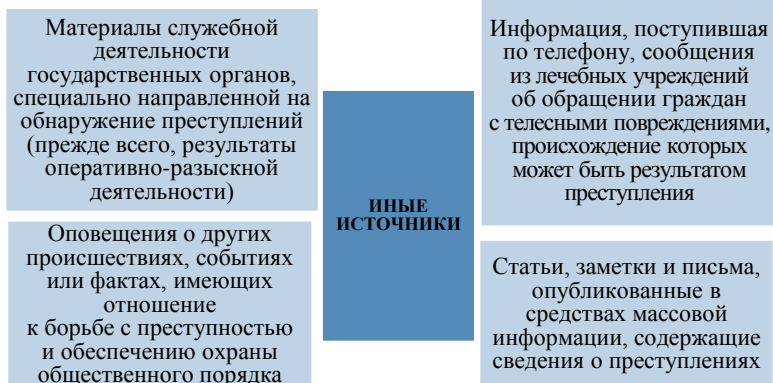 Материалы служебной
деятельности
государственных органов,
специально направленной на
обнаружение преступлений
(прежде всего, результаты
оперативно-разыскной
деятельности)
Оповещения о других
происшествиях, событиях
или фактах, имеющих
отношение
к борьбе с преступностью
и обеспечению охраны
общественного порядка
ИНЫЕ
ИСТОЧНИКИ
Информация, поступившая
по телефону, сообщения
из лечебных учреждений
об обращении граждан
с телесными повреждениями,
происхождение которых
может быть результатом
преступления
Статьи, заметки и письма,
опубликованные в
средствах массовой
информации, содержащие
сведения о преступлениях